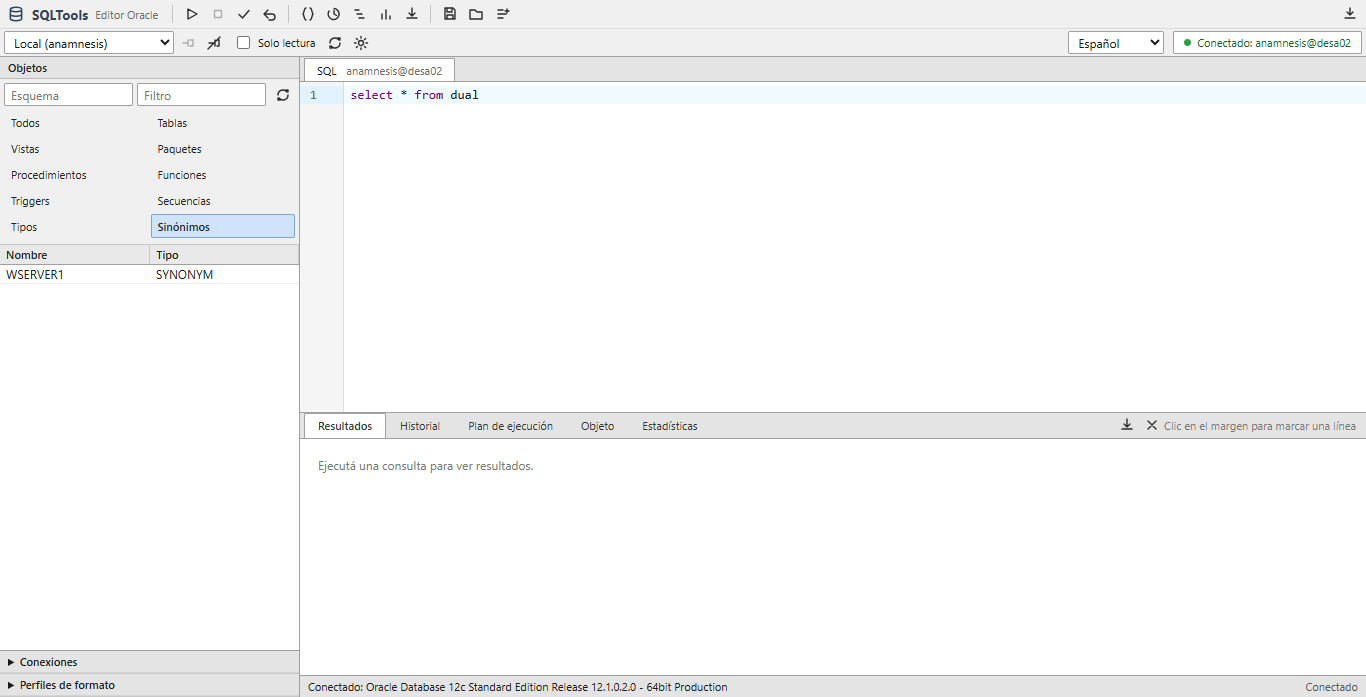 SQLTools Editor Oracle
Local (anamnesis) Solo lectura Español Conectado: anamnesis@desa02
Objetos
Esquema Filtro
Todos Tablas
Vistas Paquetes
Procedimientos Funciones
Triggers Secuencias
Tipos Sinónimos
Nombre Tipo
WSERVER1 SYNONYM
Conexiones
Perfiles de formato
SQL anamnesis@desa02
1 select * from dual
Resultados Historial Plan de ejecución Objeto Estadísticas Clic en el margen para marcar una línea
Ejecutá una consulta para ver resultados.
Conectado: Oracle Database 12c Standard Edition Release 12.1.0.2.0 - 64bit Production Conectado